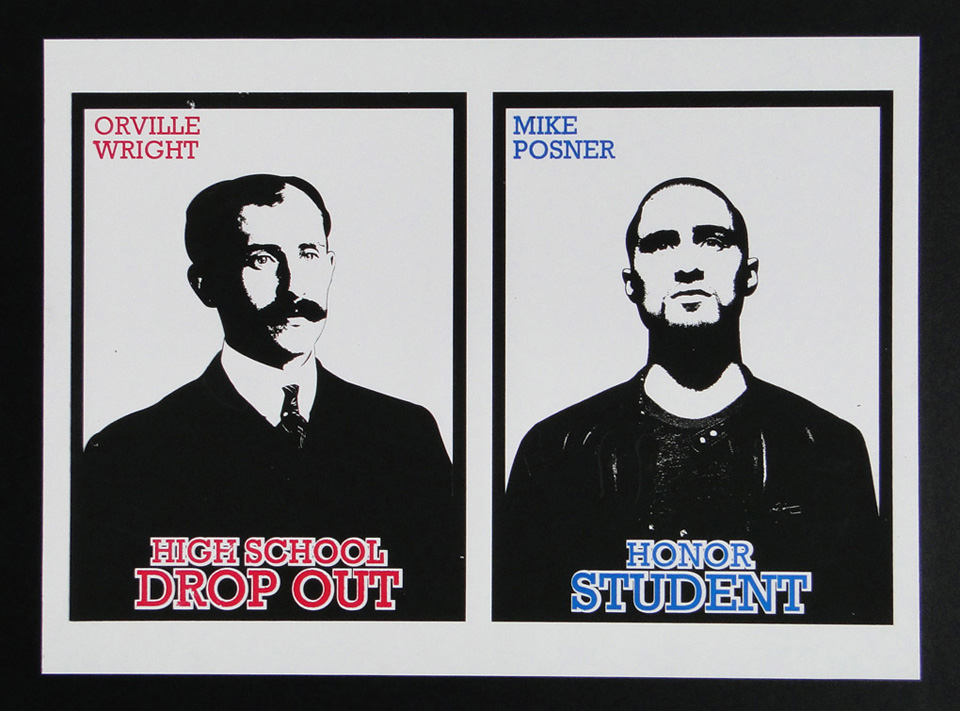 ORVILLE
WRIGHT
HIGH SCHOOL
DROP OUT
MIKE
POSNER
HONOR
STUDENT